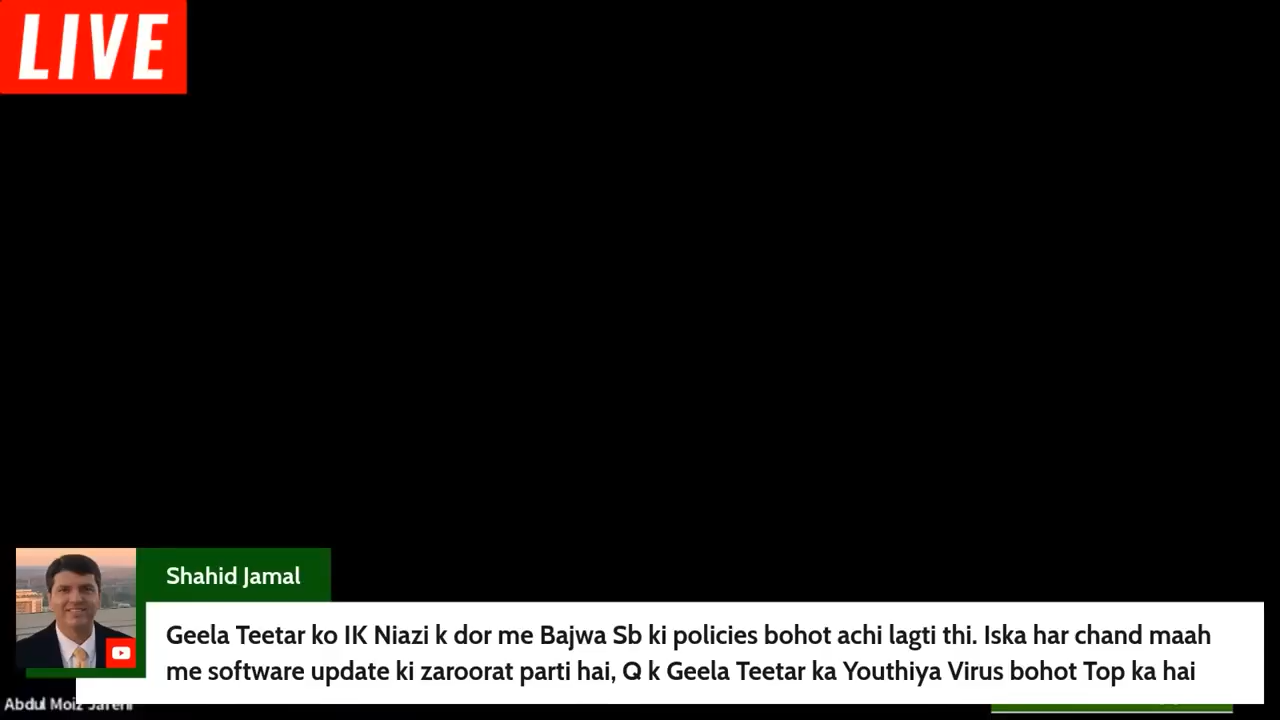 LIVE
Shahid Jamal
Geela Teetar ko IK Niazi k dor me Bajwa Sb ki policies bohot achi lagti thi. Iska har chand maah
me software update ki zaroorat parti hai, Q k Geela Teetar ka Youthiya Virus bohot Top ka hai
Abdul Moiz